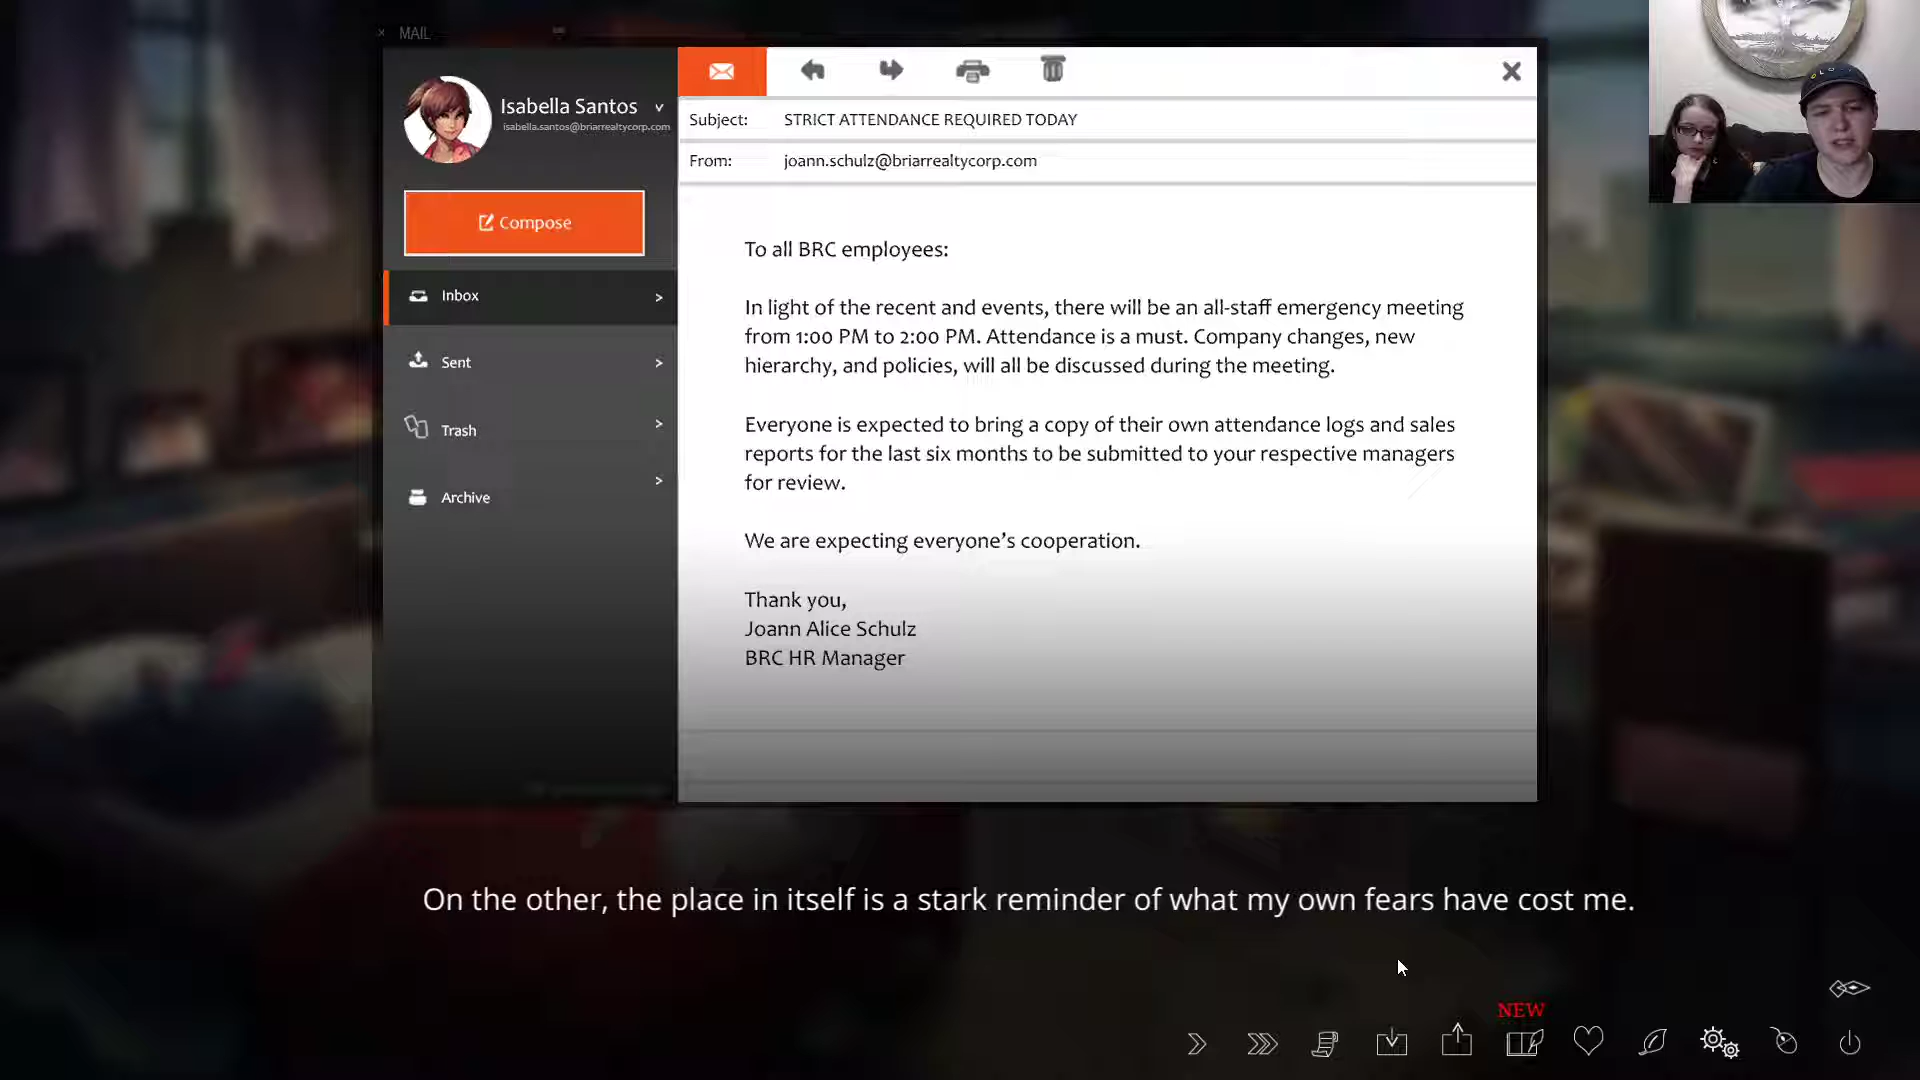 MAIL
Isabella Santos
isabella.santos@briarrealtycorp.com
Compose
Inbox
Sent
Trash
Archive
Subject: STRICT ATTENDANCE REQUIRED TODAY
From: joann.schulz@briarrealtycorp.com
To all BRC employees:
In light of the recent and events, there will be an all-staff emergency meeting
from 1:00 PM to 2:00 PM. Attendance is a must. Company changes, new
hierarchy, and policies, will all be discussed during the meeting.
Everyone is expected to bring a copy of their own attendance logs and sales
reports for the last six months to be submitted to your respective managers
for review.
We are expecting everyone’s cooperation.
Thank you,
Joann Alice Schulz
BRC HR Manager
On the other, the place in itself is a stark reminder of what my own fears have cost me.
NEW